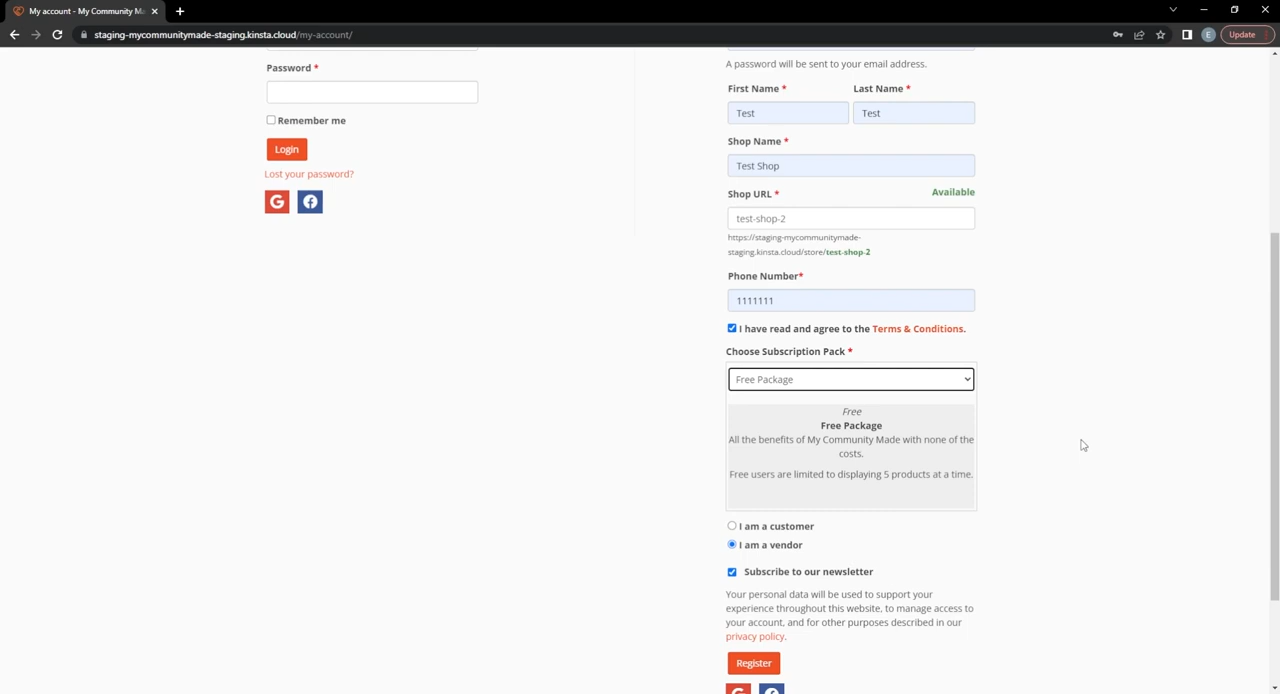 My account - My Community Ma
staging-mycommunitymade-staging.kinsta.cloud/my-account/
E
Update
Password *
Remember me
Login
Lost your password?
G
f
A password will be sent to your email address.
First Name * Last Name *
Test Test
Shop Name *
Test Shop
Shop URL * Available
test-shop-2
https://staging-mycommunitymade-
staging.kinsta.cloud/store/test-shop-2
Phone Number*
1111111
I have read and agree to the Terms & Conditions.
Choose Subscription Pack *
Free Package
Free
Free Package
All the benefits of My Community Made with none of the
costs.
Free users are limited to displaying 5 products at a time.
I am a customer
I am a vendor
Subscribe to our newsletter
Your personal data will be used to support your
experience throughout this website, to manage access to
your account, and for other purposes described in our
privacy policy.
Register